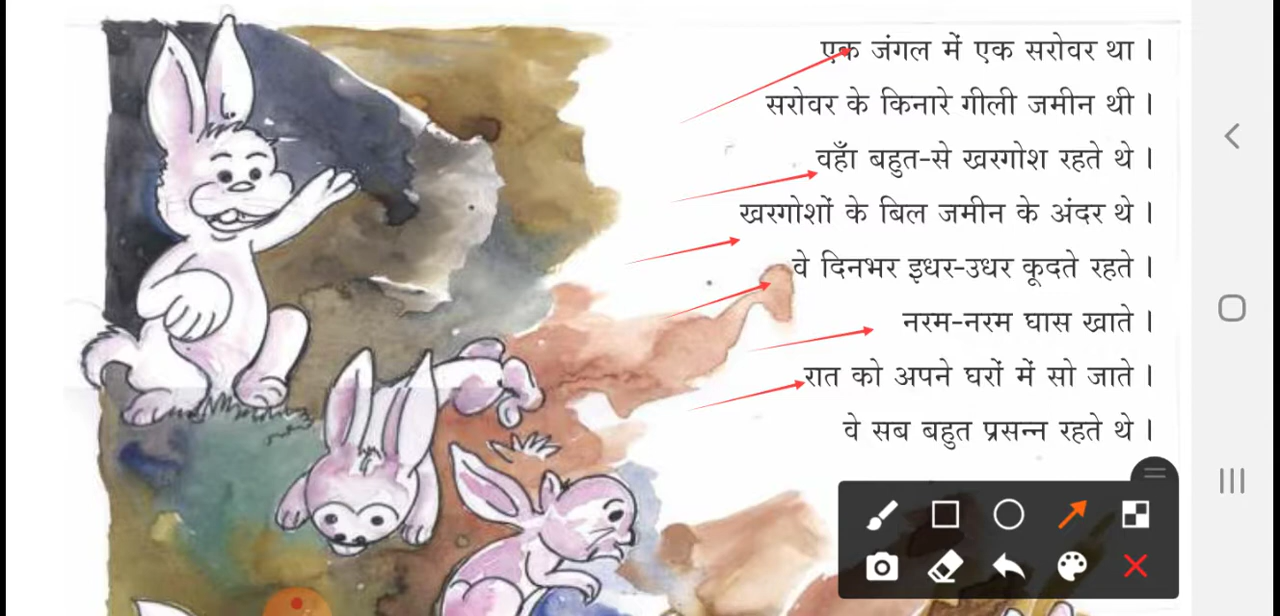 एक जंगल में एक सरोवर था ।
सरोवर के किनारे गीली जमीन थी ।
वहाँ बहुत-से खरगोश रहते थे ।
खरगोशों के बिल जमीन के अंदर थे ।
वे दिनभर इधर-उधर कूदते रहते ।
नरम-नरम घास खाते ।
रात को अपने घरों में सो जाते ।
वे सब बहुत प्रसन्न रहते थे ।